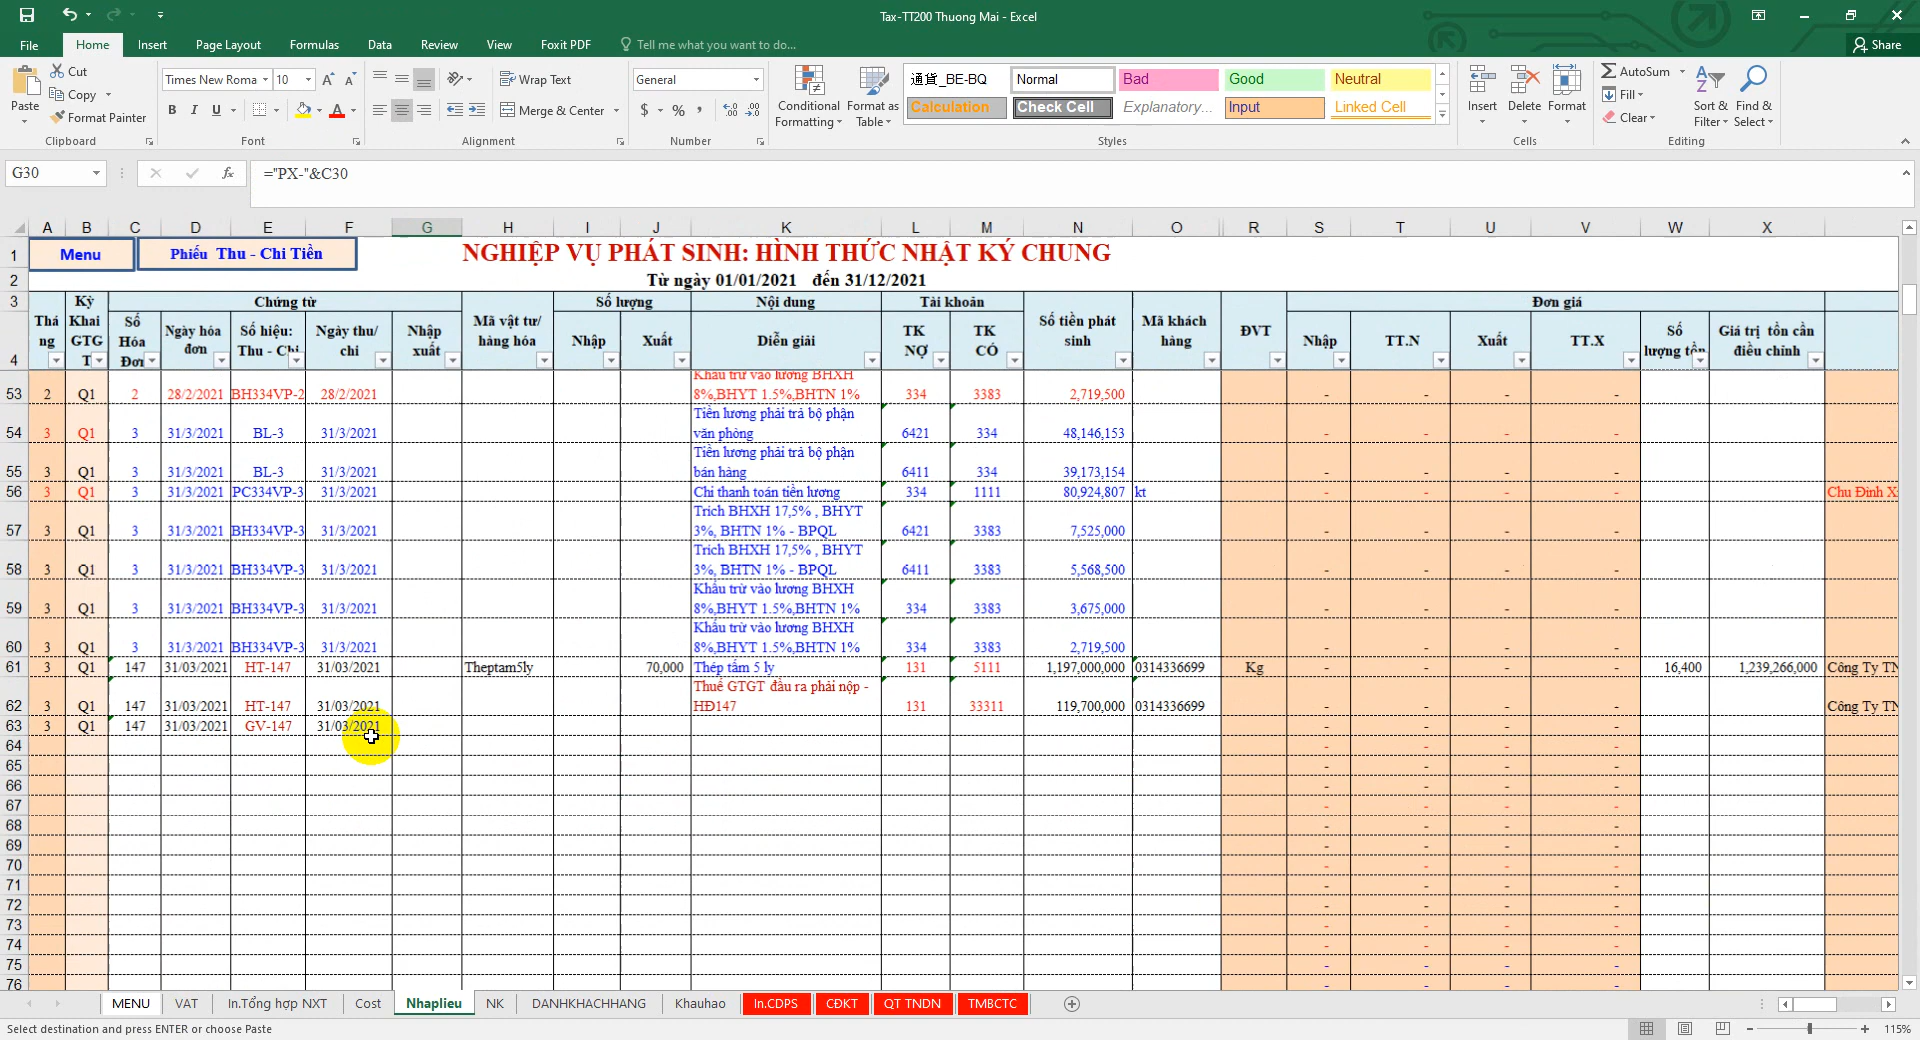 Tax-TT200 Thuong Mai - Excel
File Home Insert Page Layout Formulas Data Review View Foxit PDF Tell me what you want to do... Share
Paste
Cut
Copy
Format Painter
Times New Roma 10
B I U
Wrap Text
Merge & Center
General
$ % ,
Conditional Formatting
Format as Table
通貨_BE-BQ Normal Bad Good Neutral
Calculation Check Cell Explanatory... Input Linked Cell
Insert Delete Format
AutoSum
Fill
Clear
Sort & Filter
Find & Select
Clipboard Font Alignment Number Styles Cells Editing
G30 fx ="PX-"&C30
A B C D E F G H I J K L M N O R S T U V W X
1 Menu Phiếu Thu - Chi Tiền NGHIỆP VỤ PHÁT SINH: HÌNH THỨC NHẬT KÝ CHUNG
2 Từ ngày 01/01/2021 đến 31/12/2021
3 Chứng từ Số lượng Nội dung Tài khoản Đơn giá
4 Thá ng Kỳ Khai GTG T Số Hóa Đơn Ngày hóa đơn Số hiệu: Thu - Chi Ngày thu/ chi Nhập xuất Mã vật tư/ hàng hóa Nhập Xuất Diễn giải TK NỢ TK CÓ Số tiền phát sinh Mã khách hàng ĐVT Nhập TT.N Xuất TT.X Số lượng tồn Giá trị tồn cần điều chỉnh
53 2 Q1 2 28/2/2021 BH334VP-2 28/2/2021 Khấu trừ vào lương BHXH 8%,BHYT 1.5%,BHTN 1% 334 3383 2,719,500 - - - -
54 3 Q1 3 31/3/2021 BL-3 31/3/2021 Tiền lương phải trả bộ phận văn phòng 6421 334 48,146,153 - - - -
55 3 Q1 3 31/3/2021 BL-3 31/3/2021 Tiền lương phải trả bộ phận bán hàng 6411 334 39,173,154 - - - -
56 3 Q1 3 31/3/2021 PC334VP-3 31/3/2021 Chi thanh toán tiền lương 334 1111 80,924,807 kt - - - - Chu Đình X
57 3 Q1 3 31/3/2021 BH334VP-3 31/3/2021 Trích BHXH 17,5% , BHYT 3%, BHTN 1% - BPQL 6421 3383 7,525,000 - - - -
58 3 Q1 3 31/3/2021 BH334VP-3 31/3/2021 Trích BHXH 17,5% , BHYT 3%, BHTN 1% - BPQL 6411 3383 5,568,500 - - - -
59 3 Q1 3 31/3/2021 BH334VP-3 31/3/2021 Khấu trừ vào lương BHXH 8%,BHYT 1.5%,BHTN 1% 334 3383 3,675,000 - - - -
60 3 Q1 3 31/3/2021 BH334VP-3 31/3/2021 Khấu trừ vào lương BHXH 8%,BHYT 1.5%,BHTN 1% 334 3383 2,719,500 - - - -
61 3 Q1 147 31/03/2021 HT-147 31/03/2021 Theptam5ly 70,000 Thép tấm 5 ly 131 5111 1,197,000,000 0314336699 Kg - - - - 16,400 1,239,266,000 Công Ty TN
62 3 Q1 147 31/03/2021 HT-147 31/03/2021 Thuế GTGT đầu ra phải nộp - HĐ147 131 33311 119,700,000 0314336699 - - - - Công Ty TN
63 3 Q1 147 31/03/2021 GV-147 31/03/2021 - - - -
64 - - - -
65 - - - -
66 - - - -
67 - - - -
68 - - - -
69 - - - -
70 - - - -
71 - - - -
72 - - - -
73 - - - -
74 - - - -
75 - - - -
76
MENU VAT In.Tổng hợp NXT Cost Nhaplieu NK DANHKHACHHANG Khauhao In.CDPS CĐKT QT TNDN TMBCTC
Select destination and press ENTER or choose Paste 115%